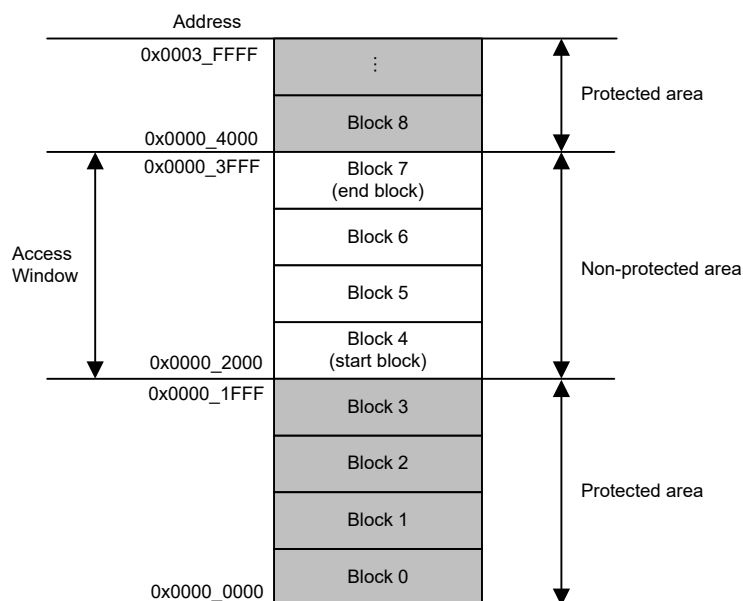 Address
0x0003_FFFF
⋮
Protected area
Block 8
0x0000_4000
0x0000_3FFF
Block 7
(end block)
Block 6
Access
Window
Non-protected area
Block 5
Block 4
(start block)
0x0000_2000
0x0000_1FFF
Block 3
Block 2
Protected area
Block 1
Block 0
0x0000_0000